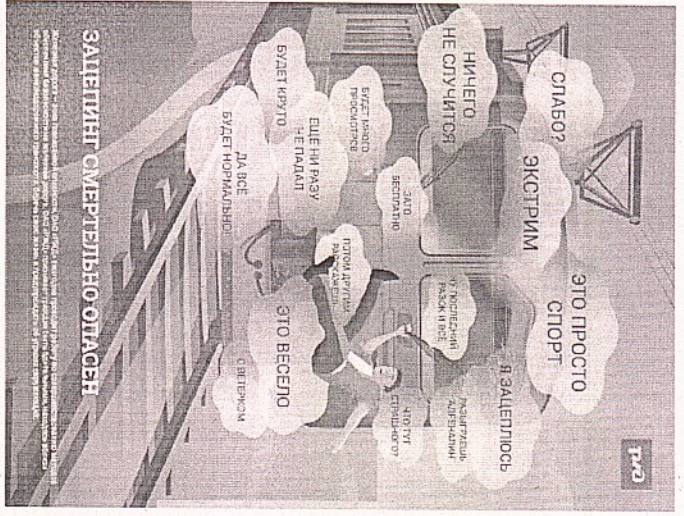 РЖД
СЛАБО?
ЭКСТРИМ
ЭТО ПРОСТО
СПОРТ
Я ЗАЦЕПЛЮСЬ
НИЧЕГО
НЕ СЛУЧИТСЯ
РАЗЫГРАЕШЬ
АДРЕНАЛИН
ЗАТО
БЕСПЛАТНО
НУ ПОСЛЕДНИЙ
РАЗОК И ВСЁ
ЧТО ТУТ
СТРАШНОГО?
БУДЕТ МНОГО
ПРОСМОТРОВ
БУДЕТ КРУТО
ЕЩЕ НИ РАЗУ
НЕ ПАДАЛ
ПОТОМ ДРУГИМ
ДА ВСЁ
БУДЕТ НОРМАЛЬНО!
ЭТО ВЕСЕЛО
С ВЕТЕРКОМ
ЗАЦЕПИНГ СМЕРТЕЛЬНО ОПАСЕН